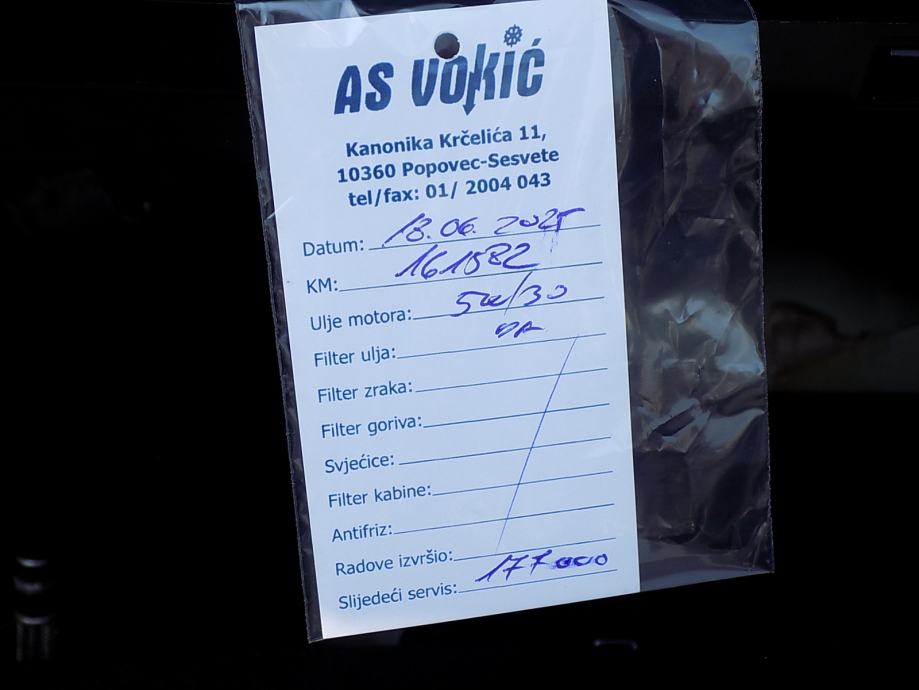 AS VOKIĆ
Kanonika Krčelića 11,
10360 Popovec-Sesvete
tel/fax: 01/ 2004 043
Datum: 18.06. 2025
KM: 161582
Ulje motora: 5w/30
Filter ulja: DA
Filter zraka:
Filter goriva:
Svjećice:
Filter kabine:
Antifriz:
Radove izvršio:
Slijedeći servis: 177000